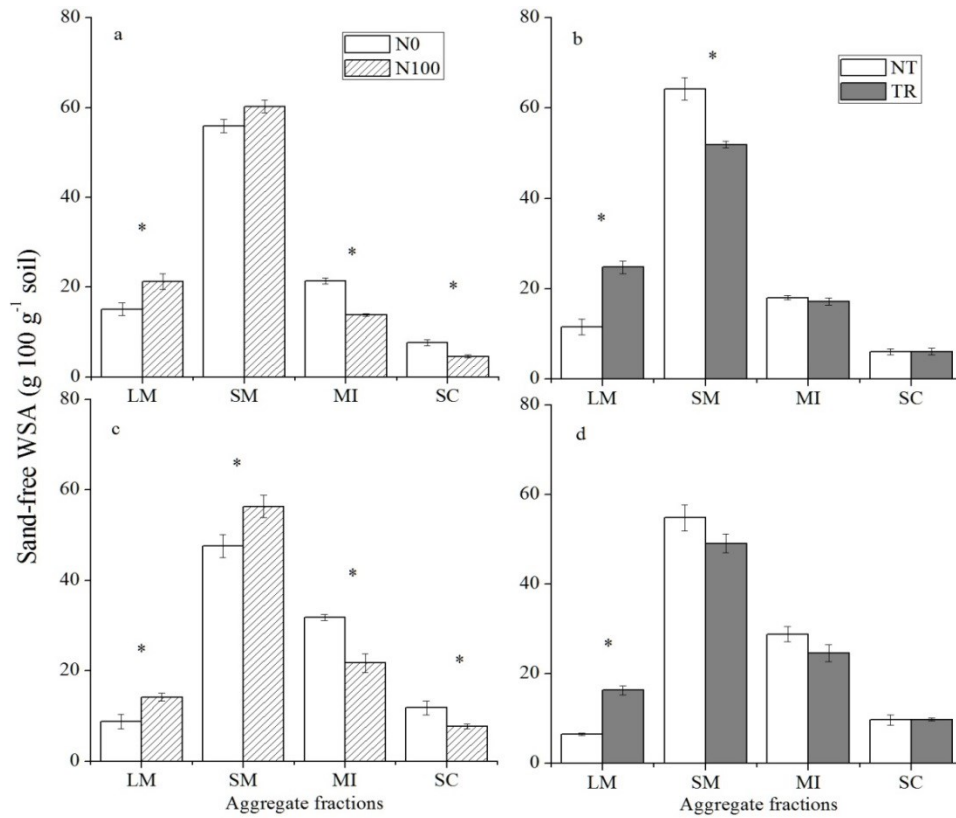 a
N0
N100
80
60
40
20
0
*
*
*
LM
SM
MI
SC
b
NT
TR
80
60
40
20
0
*
*
LM
SM
MI
SC
Sand-free WSA (g 100 g⁻¹ soil)
c
80
60
40
20
0
*
*
*
*
LM
SM
MI
SC
Aggregate fractions
d
80
60
40
20
0
*
LM
SM
MI
SC
Aggregate fractions